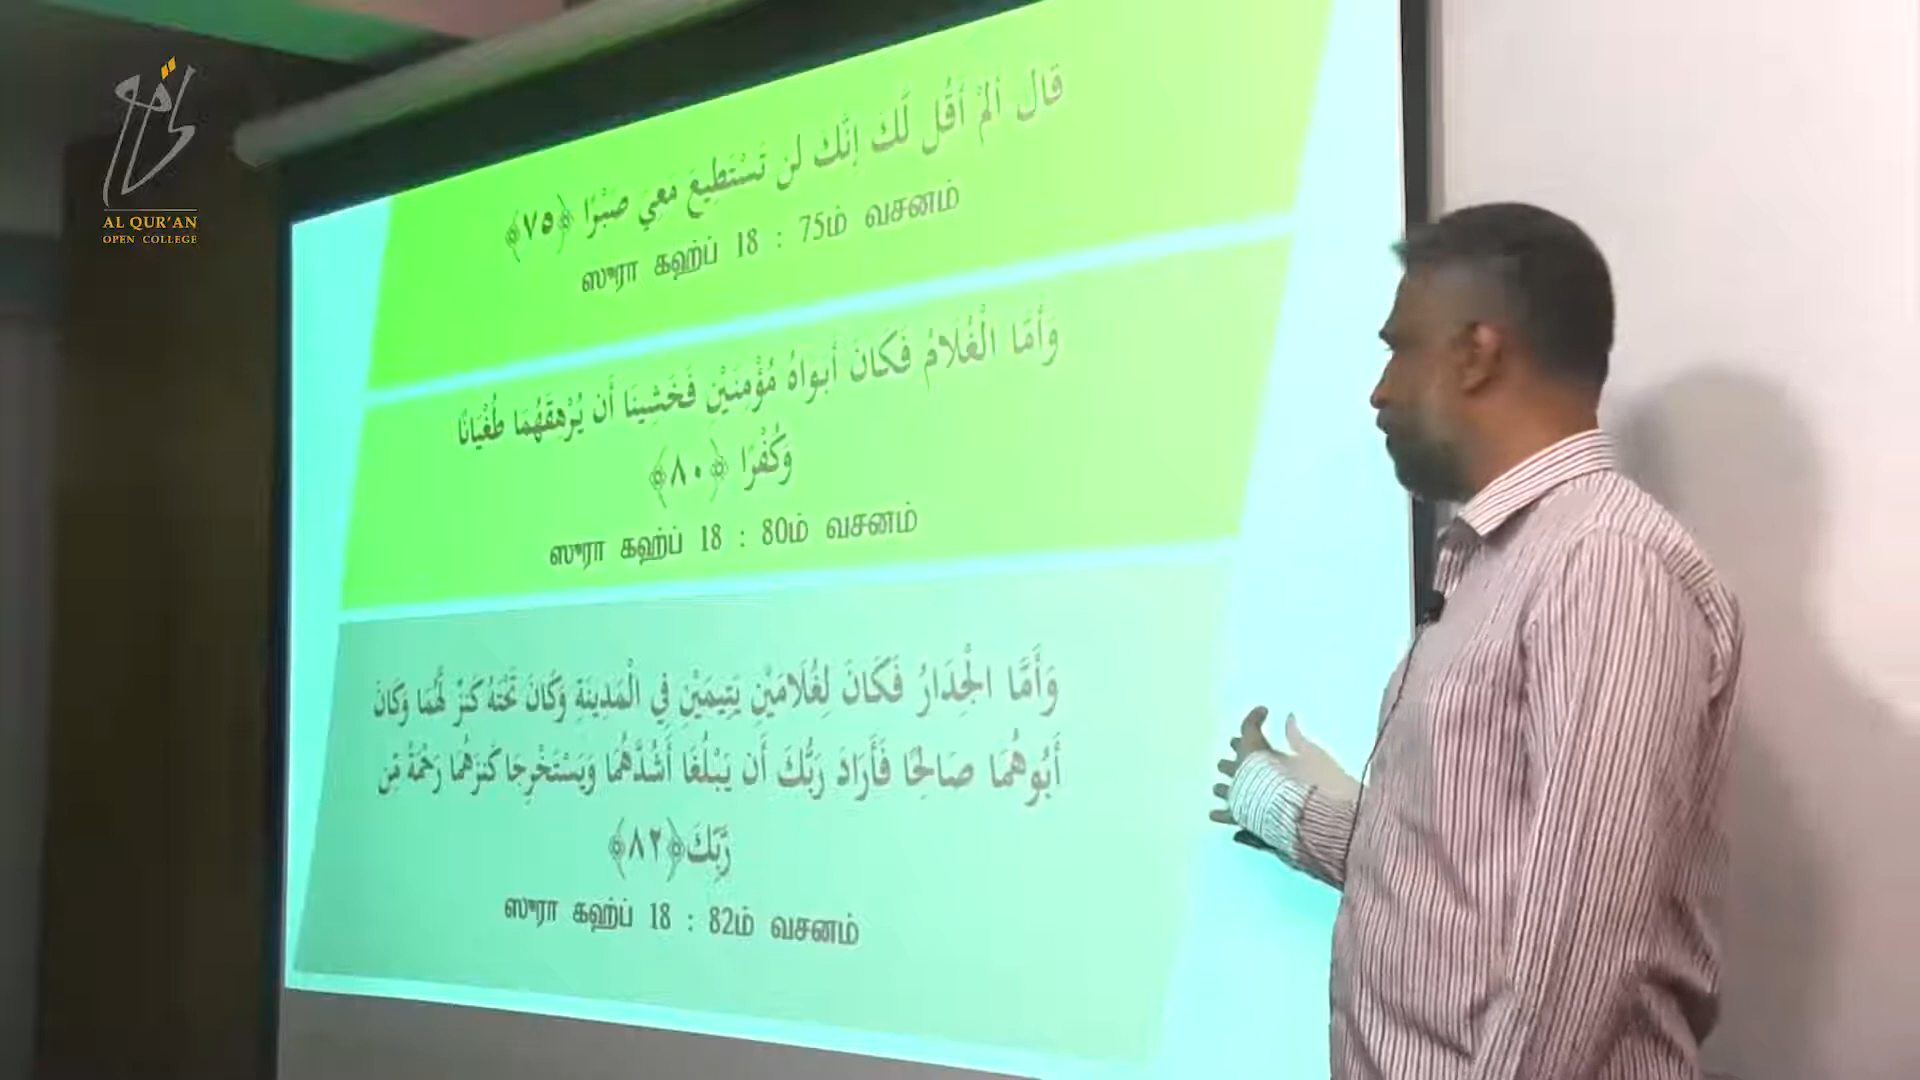 AL QUR'AN
OPEN COLLEGE
قَالَ أَلَمْ أَقُل لَّكَ إِنَّكَ لَن تَسْتَطِيعَ مَعِيَ صَبْرًا ﴿٧٥﴾
ஸூரா கஹ்ப் 18 : 75ம் வசனம்
وَأَمَّا الْغُلَامُ فَكَانَ أَبَوَاهُ مُؤْمِنَيْنِ فَخَشِينَا أَن يُرْهِقَهُمَا طُغْيَانًا
وَكُفْرًا ﴿٨٠﴾
ஸூரா கஹ்ப் 18 : 80ம் வசனம்
وَأَمَّا الْجِدَارُ فَكَانَ لِغُلَامَيْنِ يَتِيمَيْنِ فِي الْمَدِينَةِ وَكَانَ تَحْتَهُ كَنزٌ لَّهُمَا وَكَانَ
أَبُوهُمَا صَالِحًا فَأَرَادَ رَبُّكَ أَن يَبْلُغَا أَشُدَّهُمَا وَيَسْتَخْرِجَا كَنزَهُمَا رَحْمَةً مِّن
رَّبِّكَ ﴿٨٢﴾
ஸூரா கஹ்ப் 18 : 82ம் வசனம்